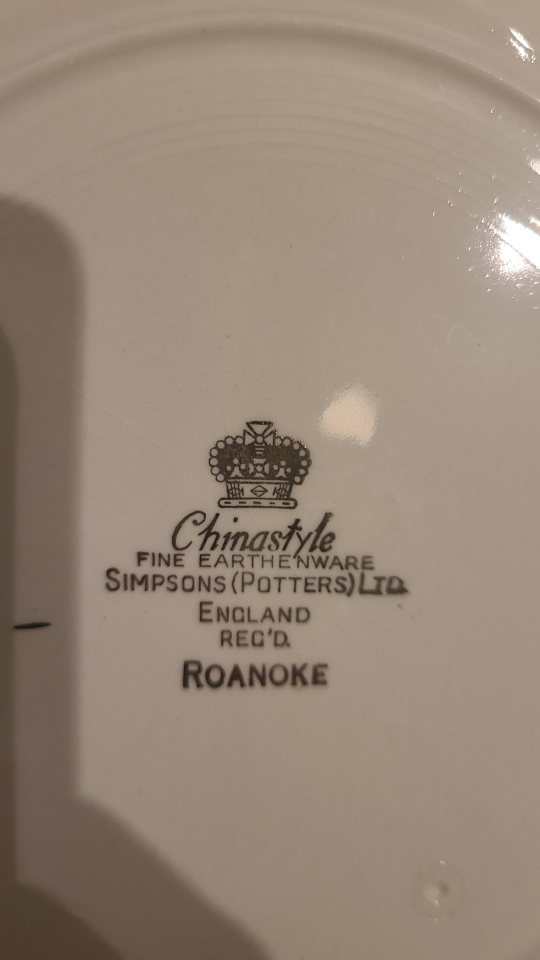 Chinastyle
FINE EARTHENWARE
SIMPSONS (POTTERS) LTD.
ENGLAND
REG'D.
ROANOKE